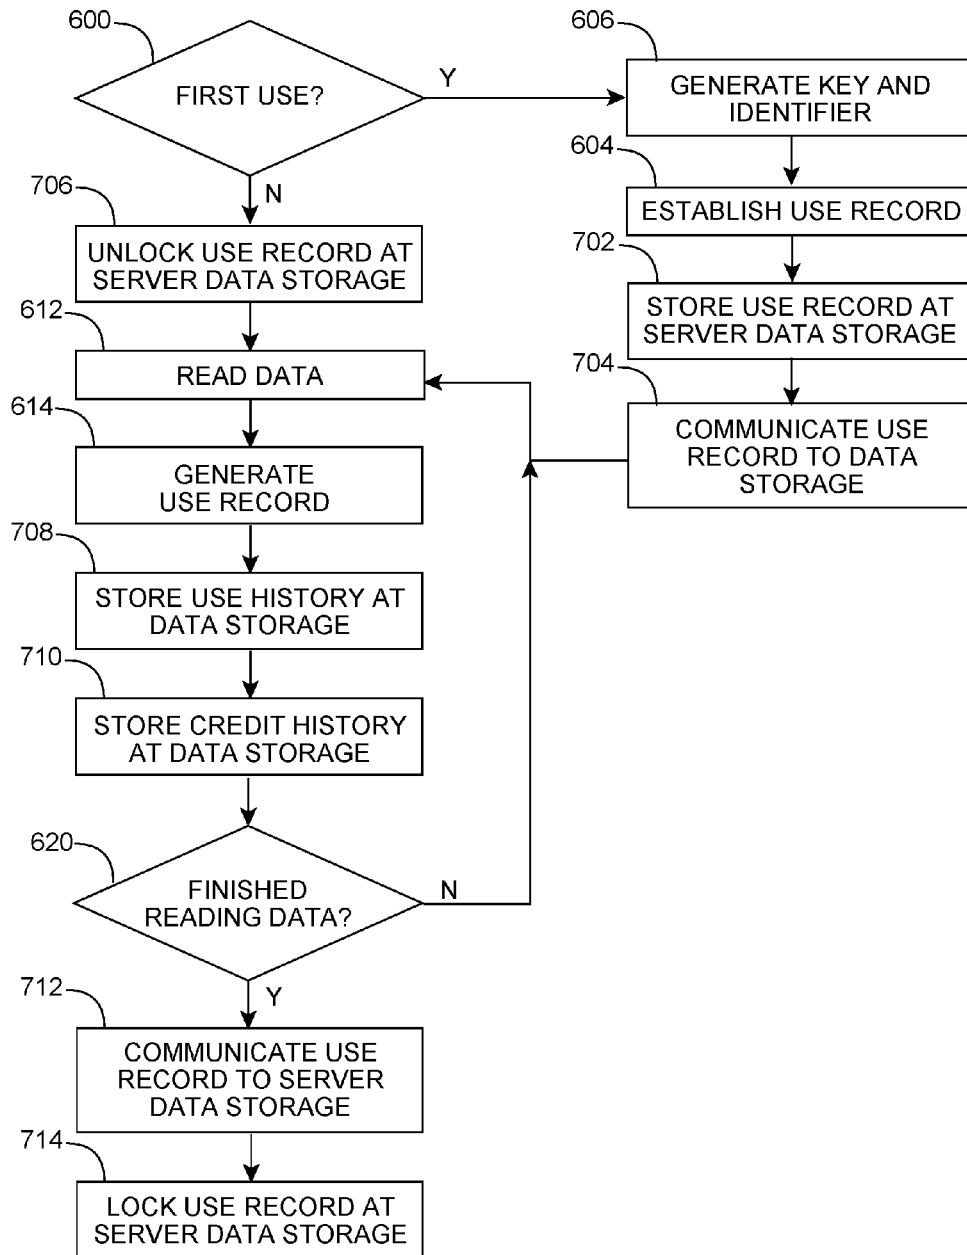 600
FIRST USE?
Y
N
606
GENERATE KEY AND
IDENTIFIER
604
ESTABLISH USE RECORD
702
STORE USE RECORD AT
SERVER DATA STORAGE
704
COMMUNICATE USE
RECORD TO DATA
STORAGE
706
UNLOCK USE RECORD AT
SERVER DATA STORAGE
612
READ DATA
614
GENERATE
USE RECORD
708
STORE USE HISTORY AT
DATA STORAGE
710
STORE CREDIT HISTORY
AT DATA STORAGE
620
FINISHED
READING DATA?
N
Y
712
COMMUNICATE USE
RECORD TO SERVER
DATA STORAGE
714
LOCK USE RECORD AT
SERVER DATA STORAGE